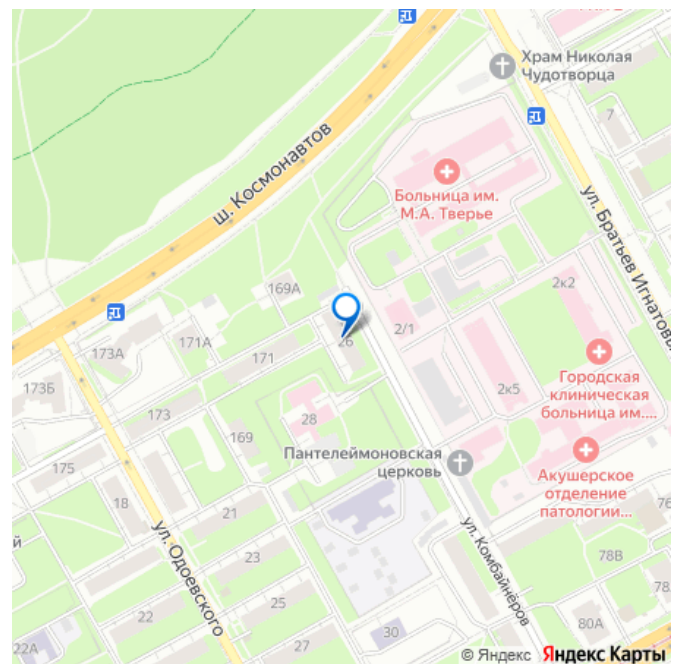 Храм Николая
Чудотворца
7
ш. Космонавтов
Больница им.
М.А. Тверье
ул. Братьев Игнатовых
169А
2к2
171А
2/1
26
173А
171
173Б
Городская
клиническая
больница им....
2к5
173
28
169
Пантелеймоновская
церковь
Акушерское
отделение
патологии...
175
18
21
76
ул. Одоевского
ул. Комбайнёров
й
23
78В
25
78
22
80А
22А
27
30
© Яндекс Яндекс Карты